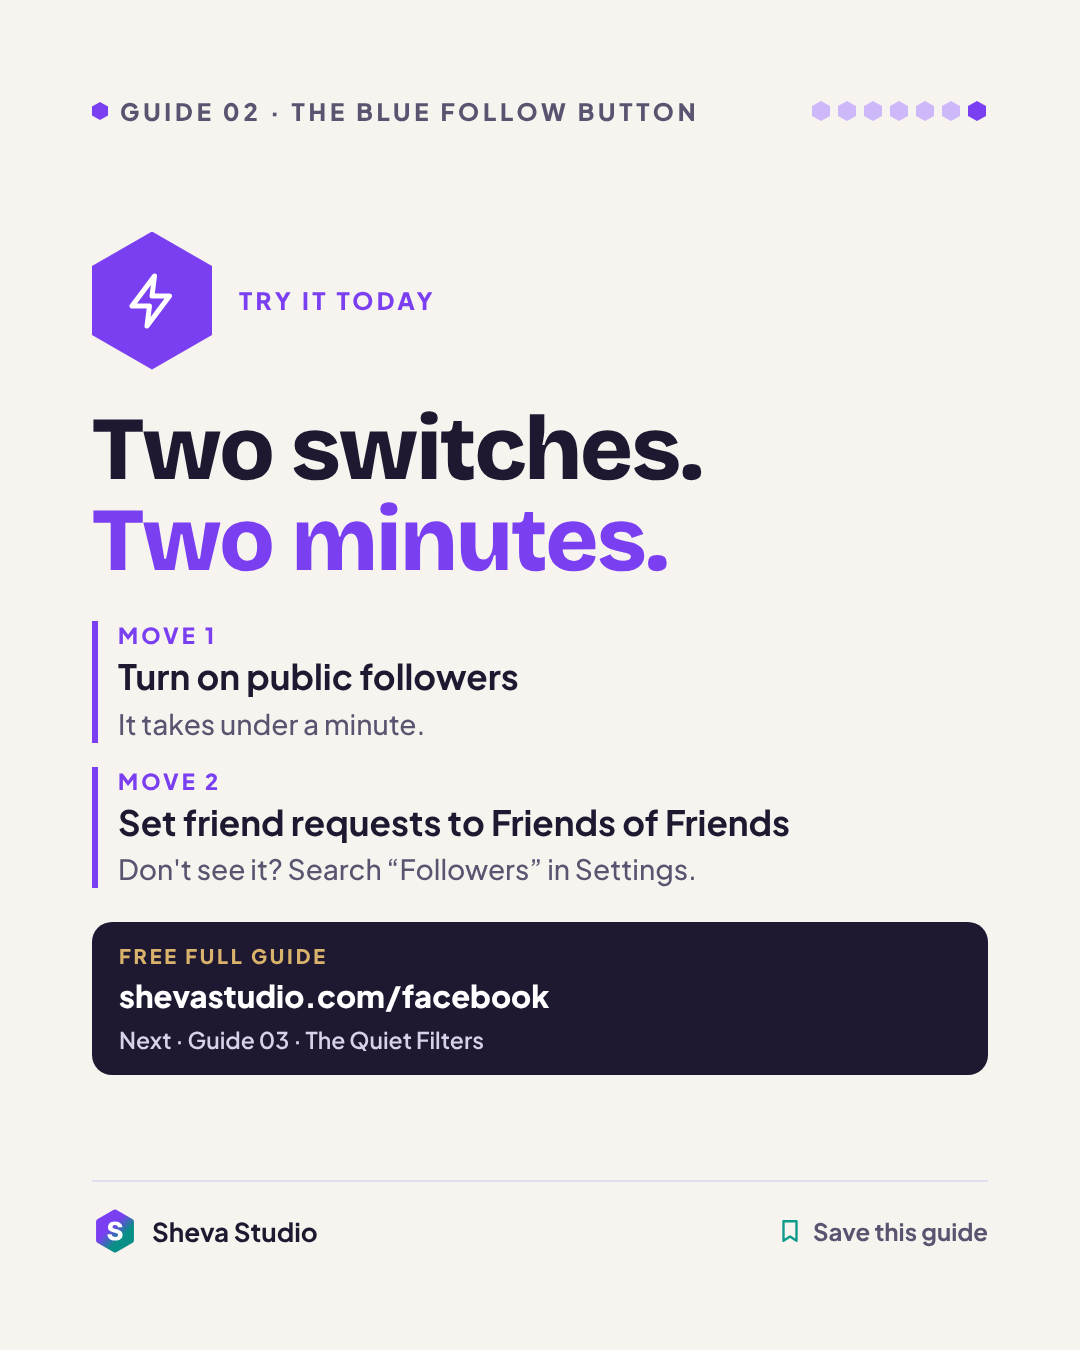 GUIDE 02 · THE BLUE FOLLOW BUTTON
TRY IT TODAY
Two switches.
Two minutes.
MOVE 1
Turn on public followers
It takes under a minute.
MOVE 2
Set friend requests to Friends of Friends
Don't see it? Search “Followers” in Settings.
FREE FULL GUIDE
shevastudio.com/facebook
Next · Guide 03 · The Quiet Filters
S Sheva Studio
Save this guide